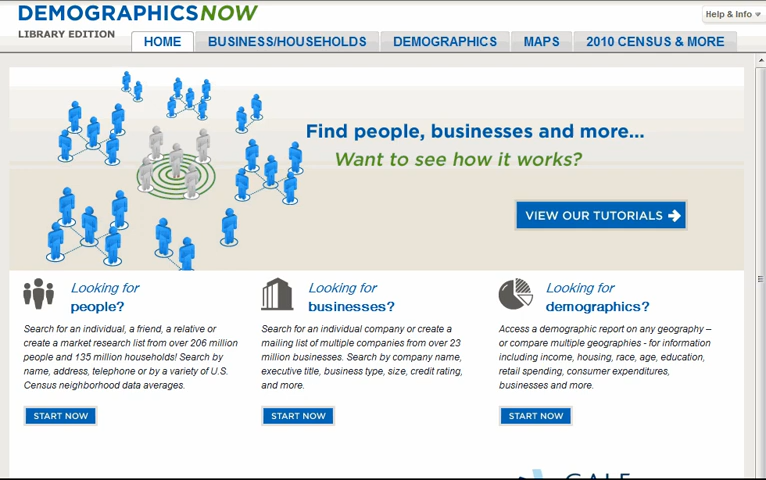 DEMOGRAPHICSNOW
Help & Info
LIBRARY EDITION
HOME
BUSINESS/HOUSEHOLDS
DEMOGRAPHICS
MAPS
2010 CENSUS & MORE
Find people, businesses and more...
Want to see how it works?
VIEW OUR TUTORIALS
Looking for
people?
Search for an individual, a friend, a relative or
create a market research list from over 206 million
people and 135 million households! Search by
name, address, telephone or by a variety of U.S.
Census neighborhood data averages.
START NOW
Looking for
businesses?
Search for an individual company or create a
mailing list of multiple companies from over 23
million businesses. Search by company name,
executive title, business type, size, credit rating,
and more.
START NOW
Looking for
demographics?
Access a demographic report on any geography –
or compare multiple geographies - for information
including income, housing, race, age, education,
retail spending, consumer expenditures,
businesses and more.
START NOW